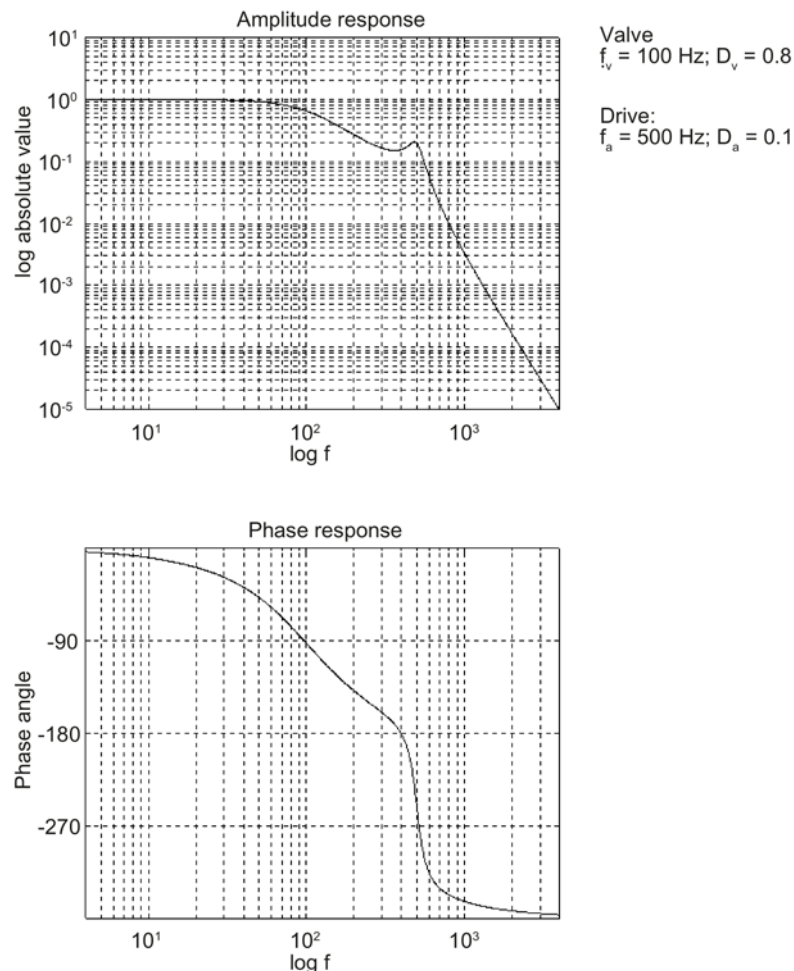 Amplitude response
Valve
f_v = 100 Hz; D_v = 0.8
Drive:
f_a = 500 Hz; D_a = 0.1
log absolute value
10^1
10^0
10^-1
10^-2
10^-3
10^-4
10^-5
10^1 10^2 10^3
log f
Phase response
Phase angle
-90
-180
-270
10^1 10^2 10^3
log f